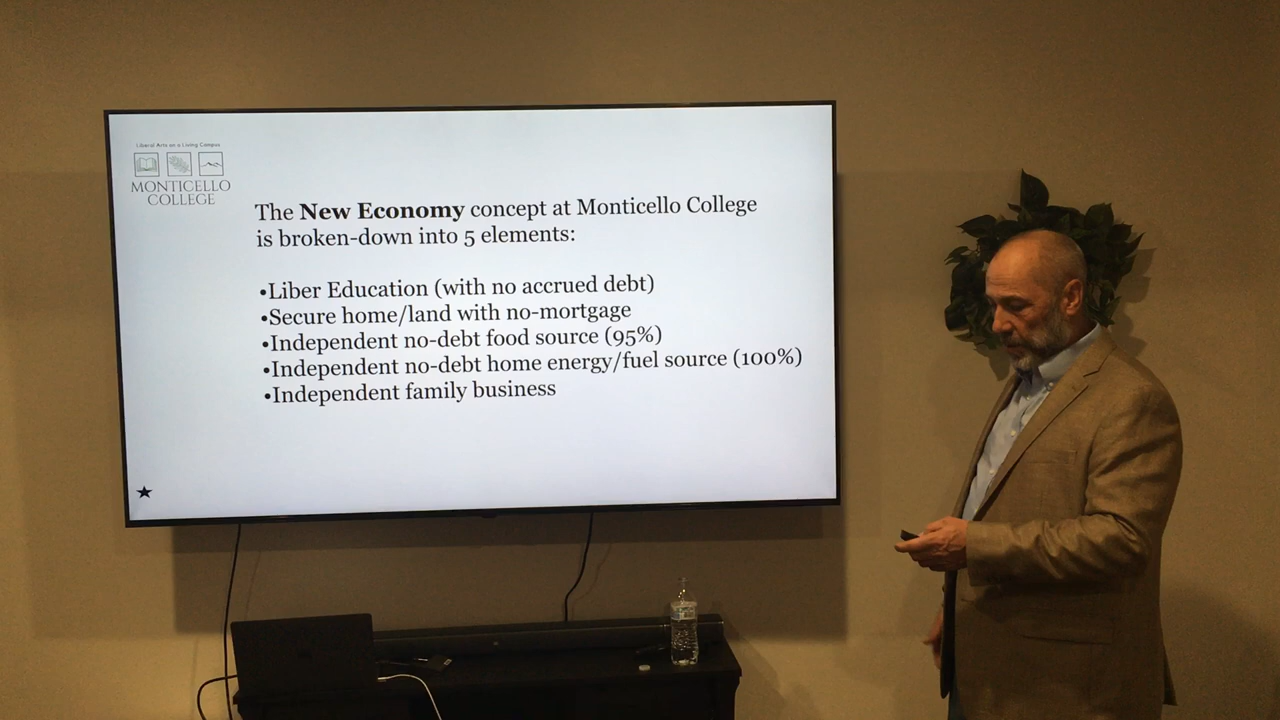 Liberal Arts on a Living Campus
MONTICELLO
COLLEGE
The New Economy concept at Monticello College
is broken-down into 5 elements:
•Liber Education (with no accrued debt)
•Secure home/land with no-mortgage
•Independent no-debt food source (95%)
•Independent no-debt home energy/fuel source (100%)
•Independent family business